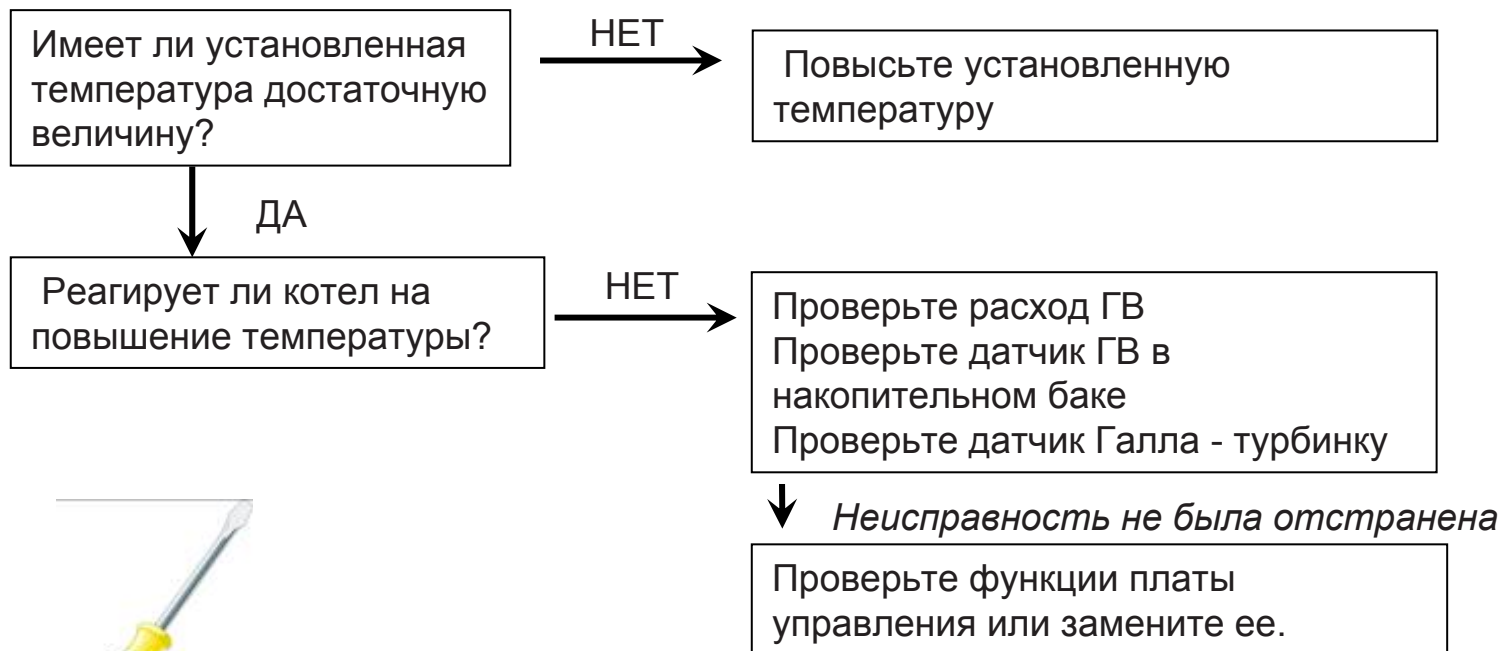 Имеет ли установленная
температура достаточную
величину?
НЕТ
Повысьте установленную
температуру
ДА
Реагирует ли котел на
повышение температуры?
НЕТ
Проверьте расход ГВ
Проверьте датчик ГВ в
накопительном баке
Проверьте датчик Галла - турбинку
Неисправность не была отстранена
Проверьте функции платы
управления или замените ее.